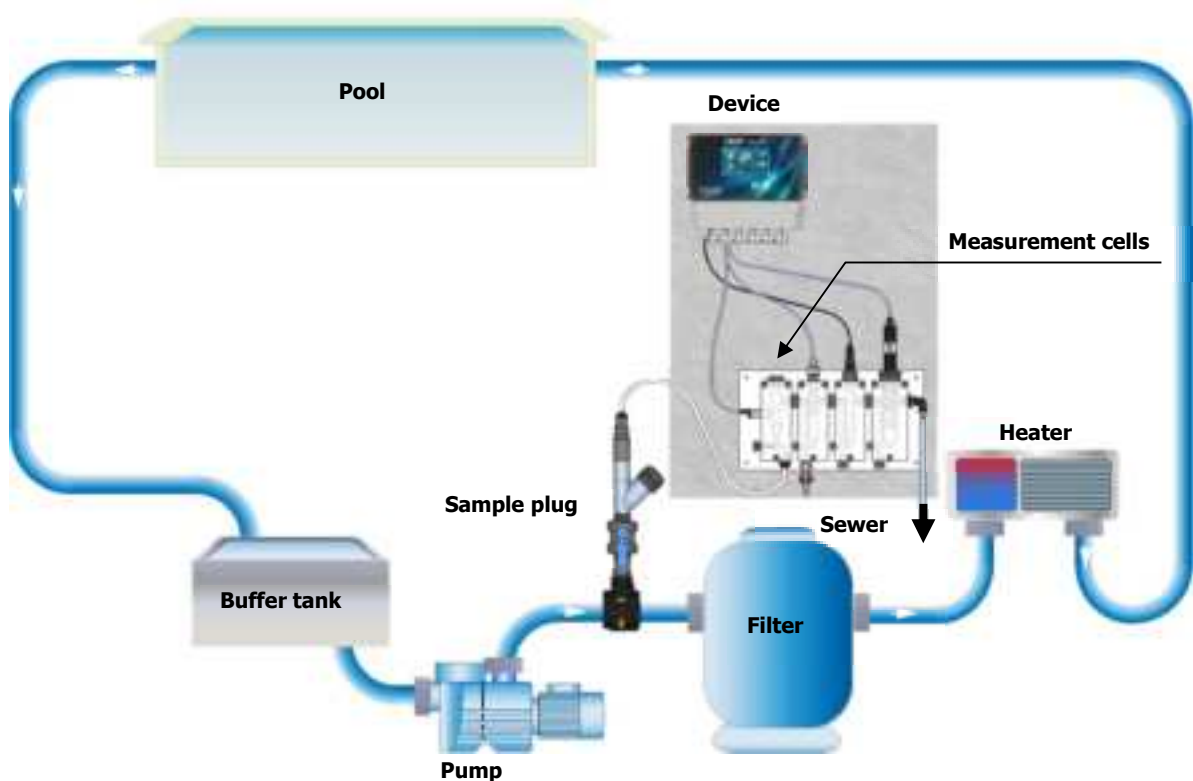 Pool
Device
Measurement cells
Heater
Sample plug
Sewer
Buffer tank
Filter
Pump